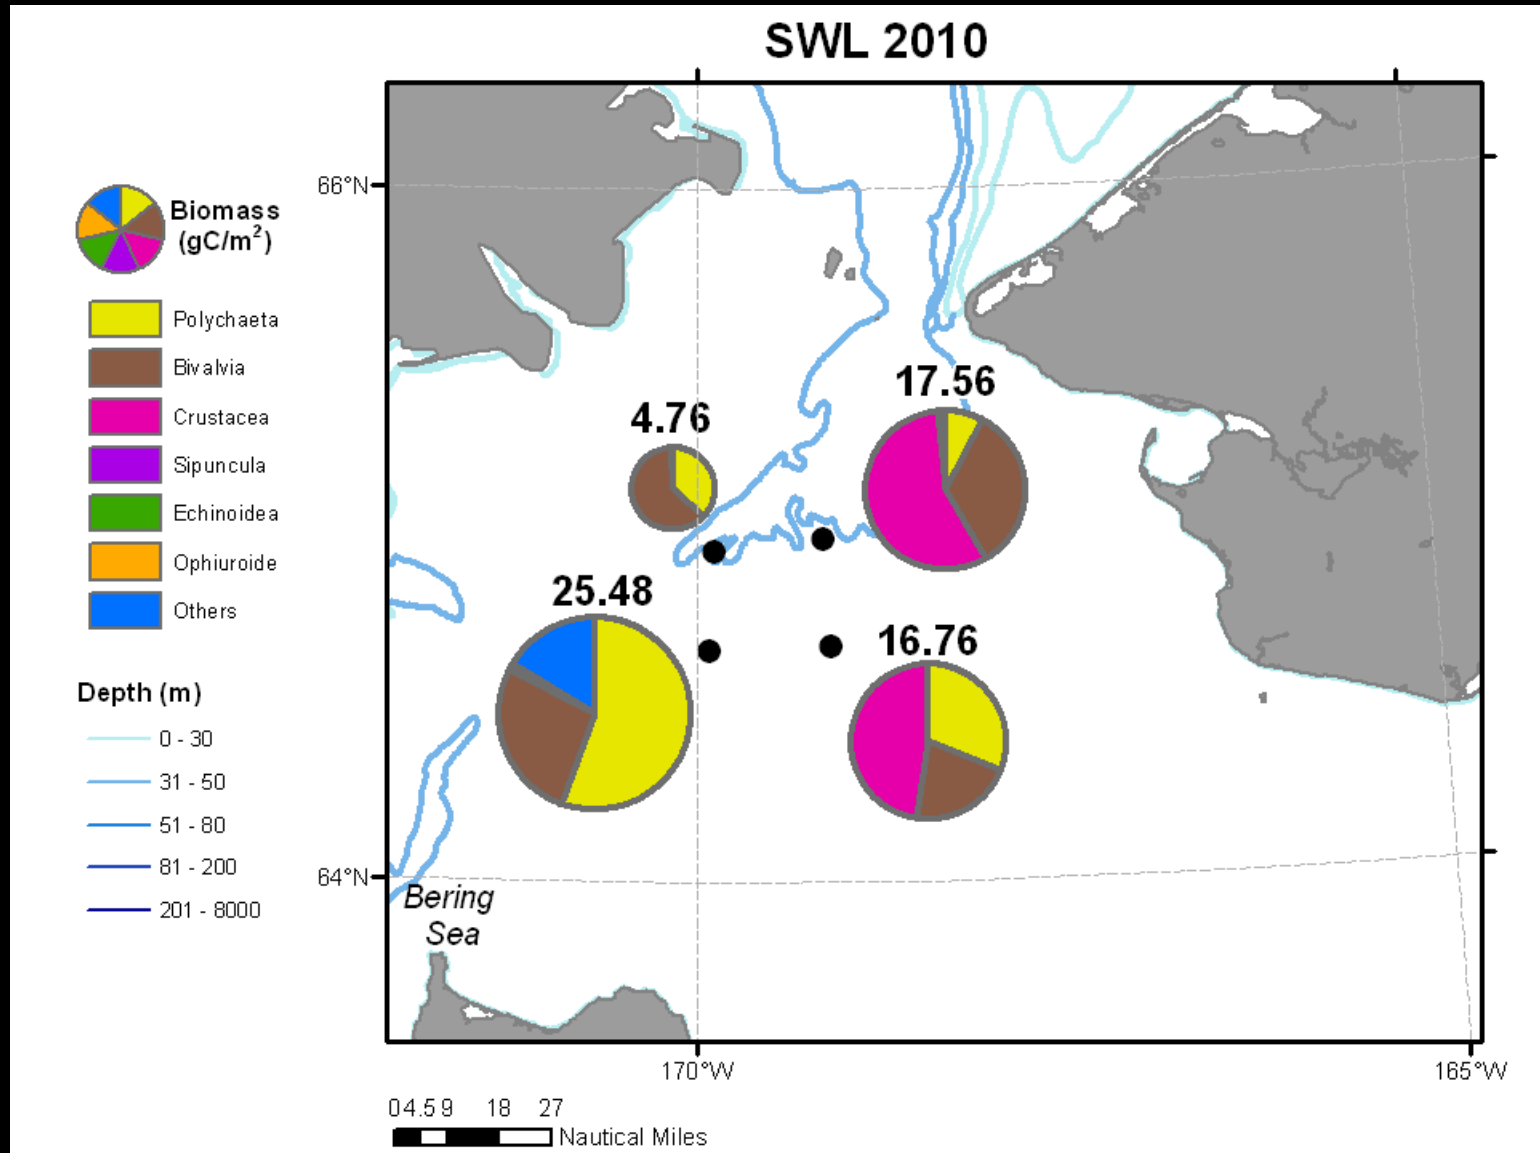 SWL 2010
66°N
Biomass
(gC/m²)
Polychaeta
Bivalvia
Crustacea
Sipuncula
Echinoidea
Ophiuroide
Others
17.56
4.76
25.48
16.76
Depth (m)
0 - 30
31 - 50
51 - 80
81 - 200
201 - 8000
64°N
Bering
Sea
170°W
165°W
04.5 9 18 27
Nautical Miles